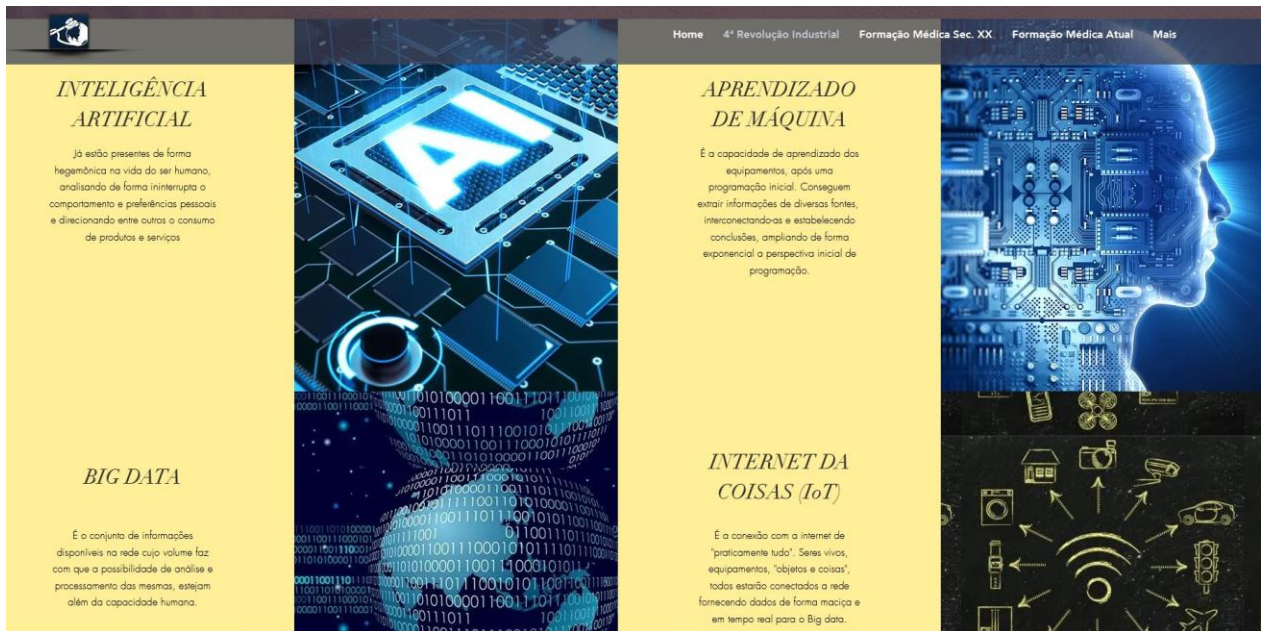 Home 4ª Revolução Industrial Formação Médica Sec. XX Formação Médica Atual Mais
INTELIGÊNCIA
ARTIFICIAL
Já estão presentes de forma
hegemônica na vida do ser humano,
analisando de forma ininterrupta o
comportamento e preferências pessoais
e direcionando entre outros o consumo
de produtos e serviços
AI
APRENDIZADO
DE MÁQUINA
É a capacidade de aprendizado dos
equipamentos, após uma
programação inicial. Conseguem
extrair informações de diversas fontes,
interconectando-as e estabelecendo
conclusões, ampliando de forma
exponencial a perspectiva inicial de
programação.
BIG DATA
É o conjunto de informações
disponíveis na rede cujo volume faz
com que a possibilidade de análise e
processamento das mesmas, estejam
além da capacidade humana.
INTERNET DA
COISAS (IoT)
É a conexão com a internet de
"praticamente tudo". Seres vivos,
equipamentos, "objetos e coisas",
todos estarão conectados a rede
fornecendo dados de forma maciça e
em tempo real para o Big data.